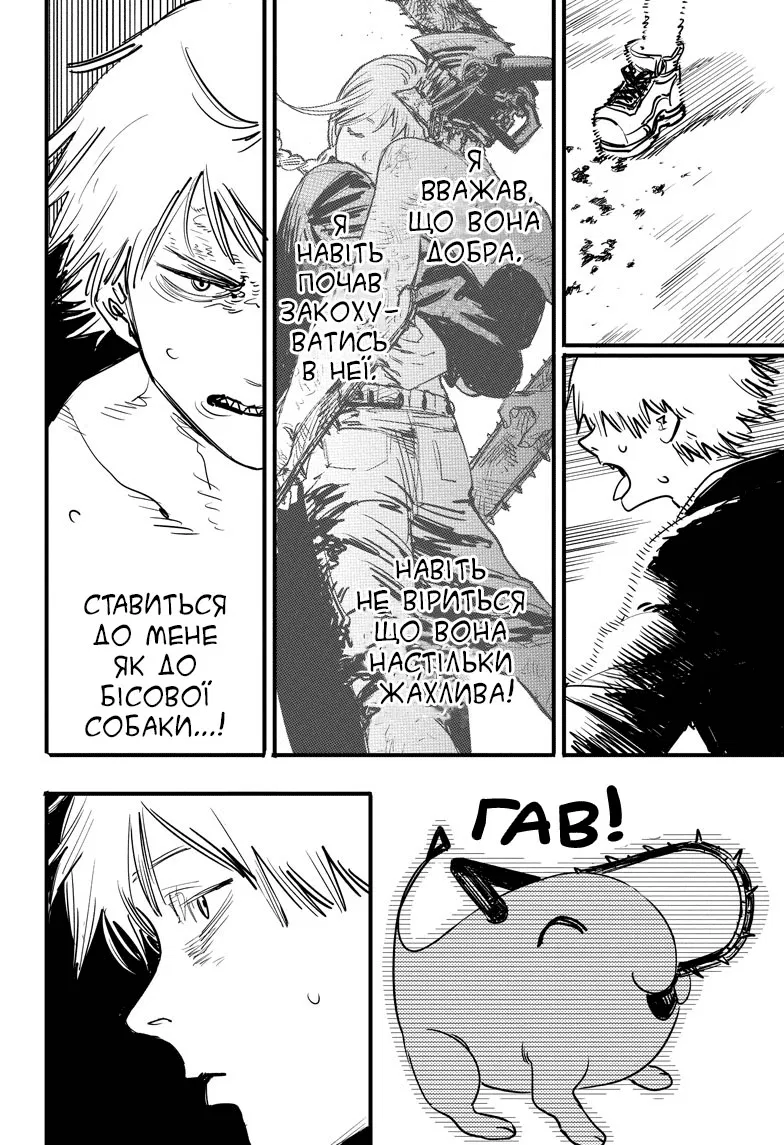 Я
ВВАЖАВ,
ЩО ВОНА
ДОБРА.
Я
НАВІТЬ
ПОЧАВ
ЗАКОХУ-
ВАТИСЬ
В НЕЇ.
НАВІТЬ
НЕ ВІРИТЬСЯ
ЩО ВОНА
НАСТІЛЬКИ
ЖАХЛИВА!
СТАВИТЬСЯ
ДО МЕНЕ
ЯК ДО
БІСОВОЇ
СОБАКИ...!
ГАВ!